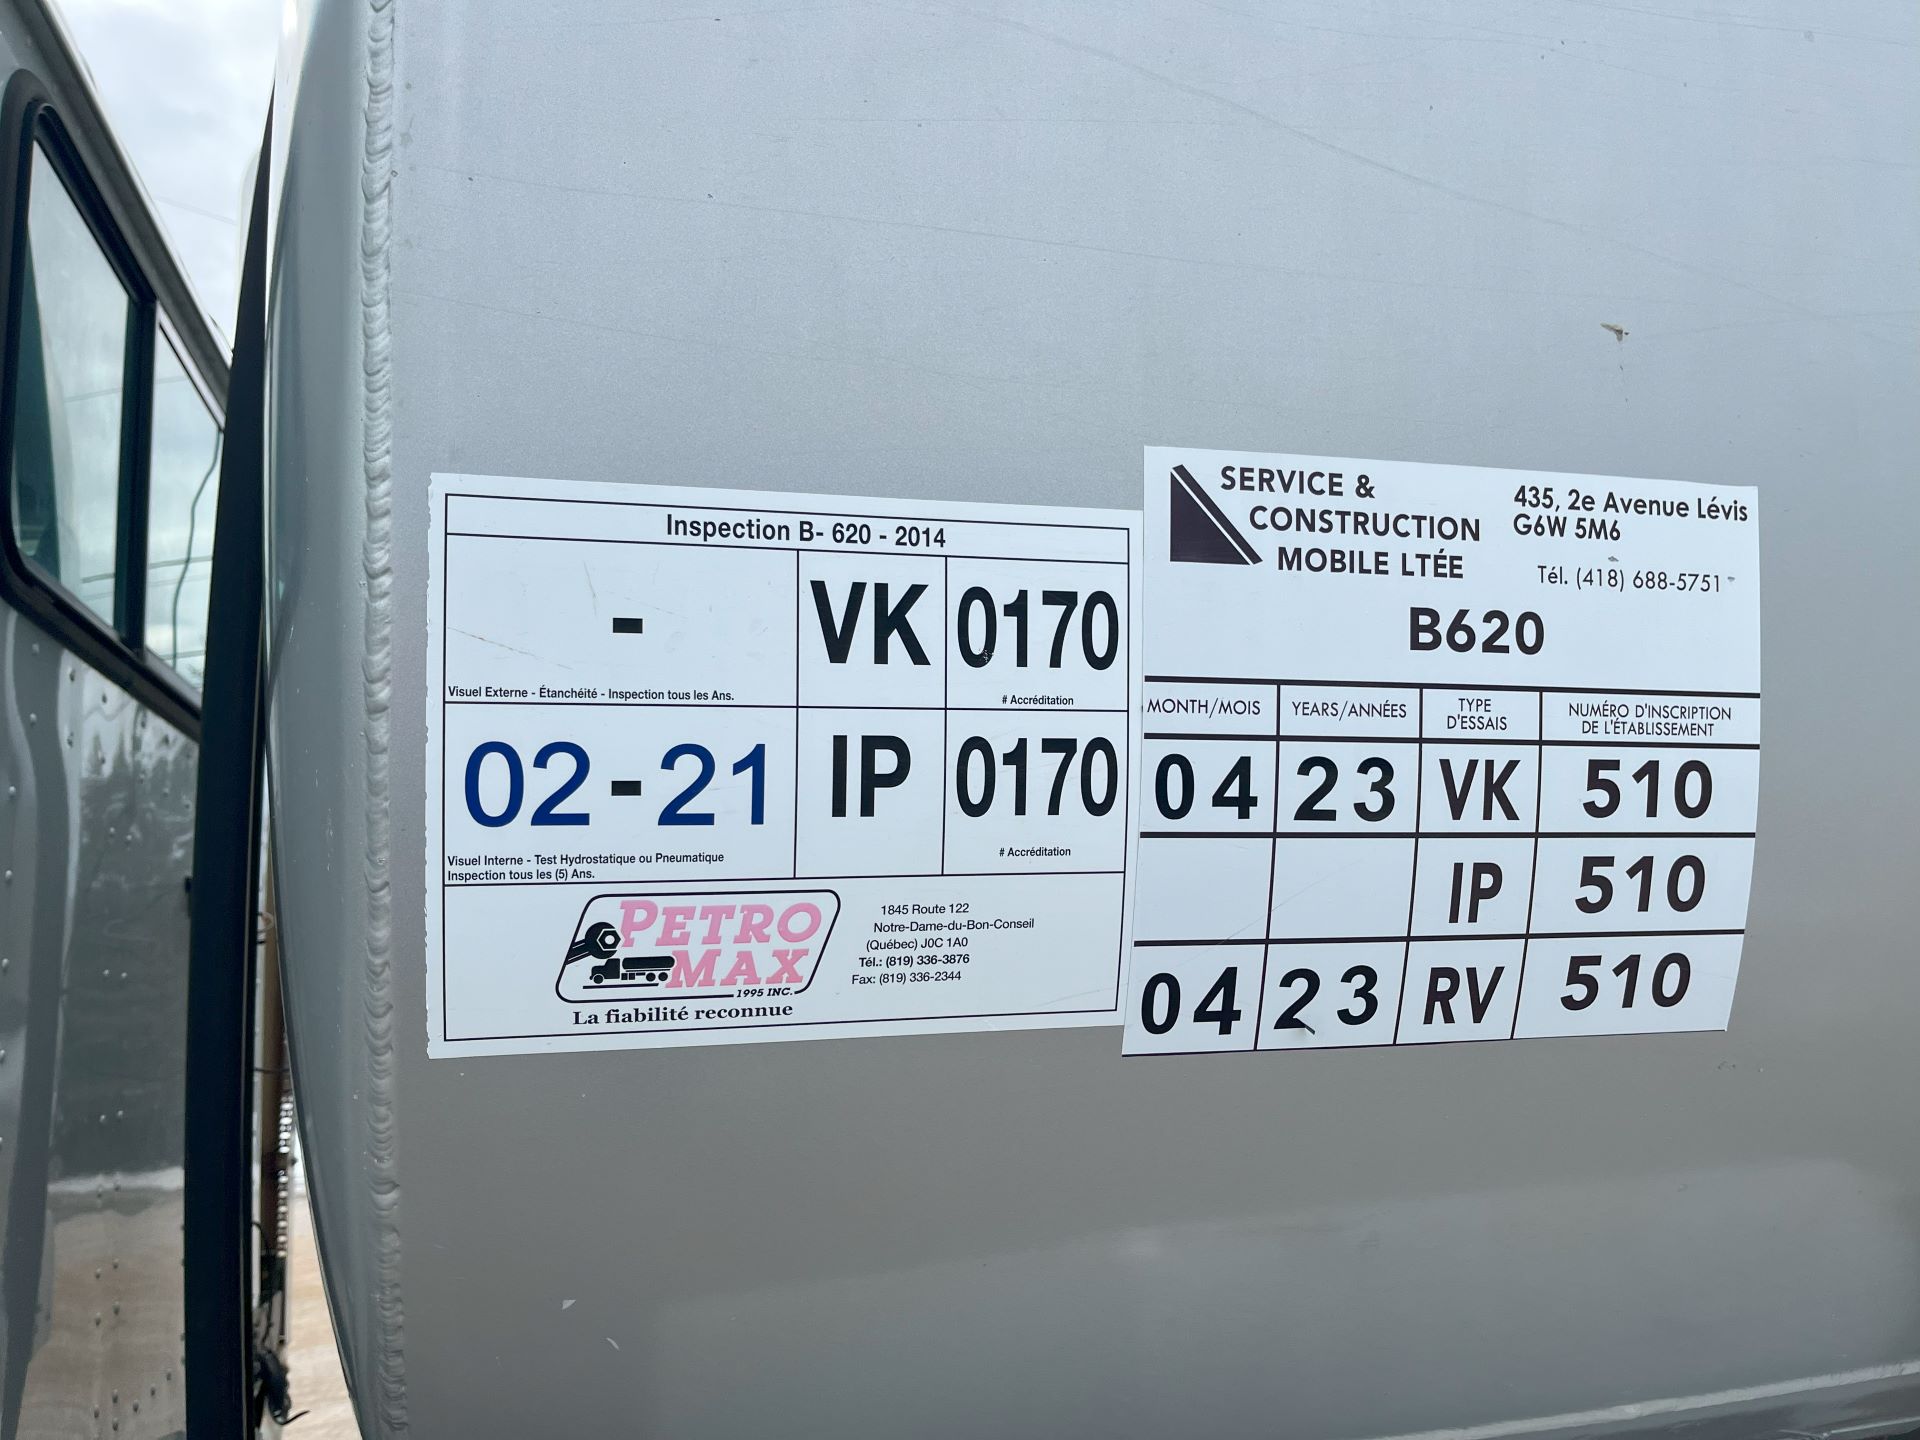 Inspection B- 620 - 2014
- VK 0170
Visuel Externe - Étanchéité - Inspection tous les Ans.
# Accréditation
02-21 IP 0170
Visuel Interne - Test Hydrostatique ou Pneumatique
Inspection tous les (5) Ans.
# Accréditation
PETRO
MAX
1995 INC.
La fiabilité reconnue
1845 Route 122
Notre-Dame-du-Bon-Conseil
(Québec) J0C 1A0
Tél.: (819) 336-3876
Fax: (819) 336-2344
SERVICE &
CONSTRUCTION
MOBILE LTÉE
435, 2e Avenue Lévis
G6W 5M6
Tél. (418) 688-5751
B620
MONTH/MOIS YEARS/ANNÉES TYPE D'ESSAIS NUMÉRO D'INSCRIPTION DE L'ÉTABLISSEMENT
04 23 VK 510
IP 510
04 23 RV 510